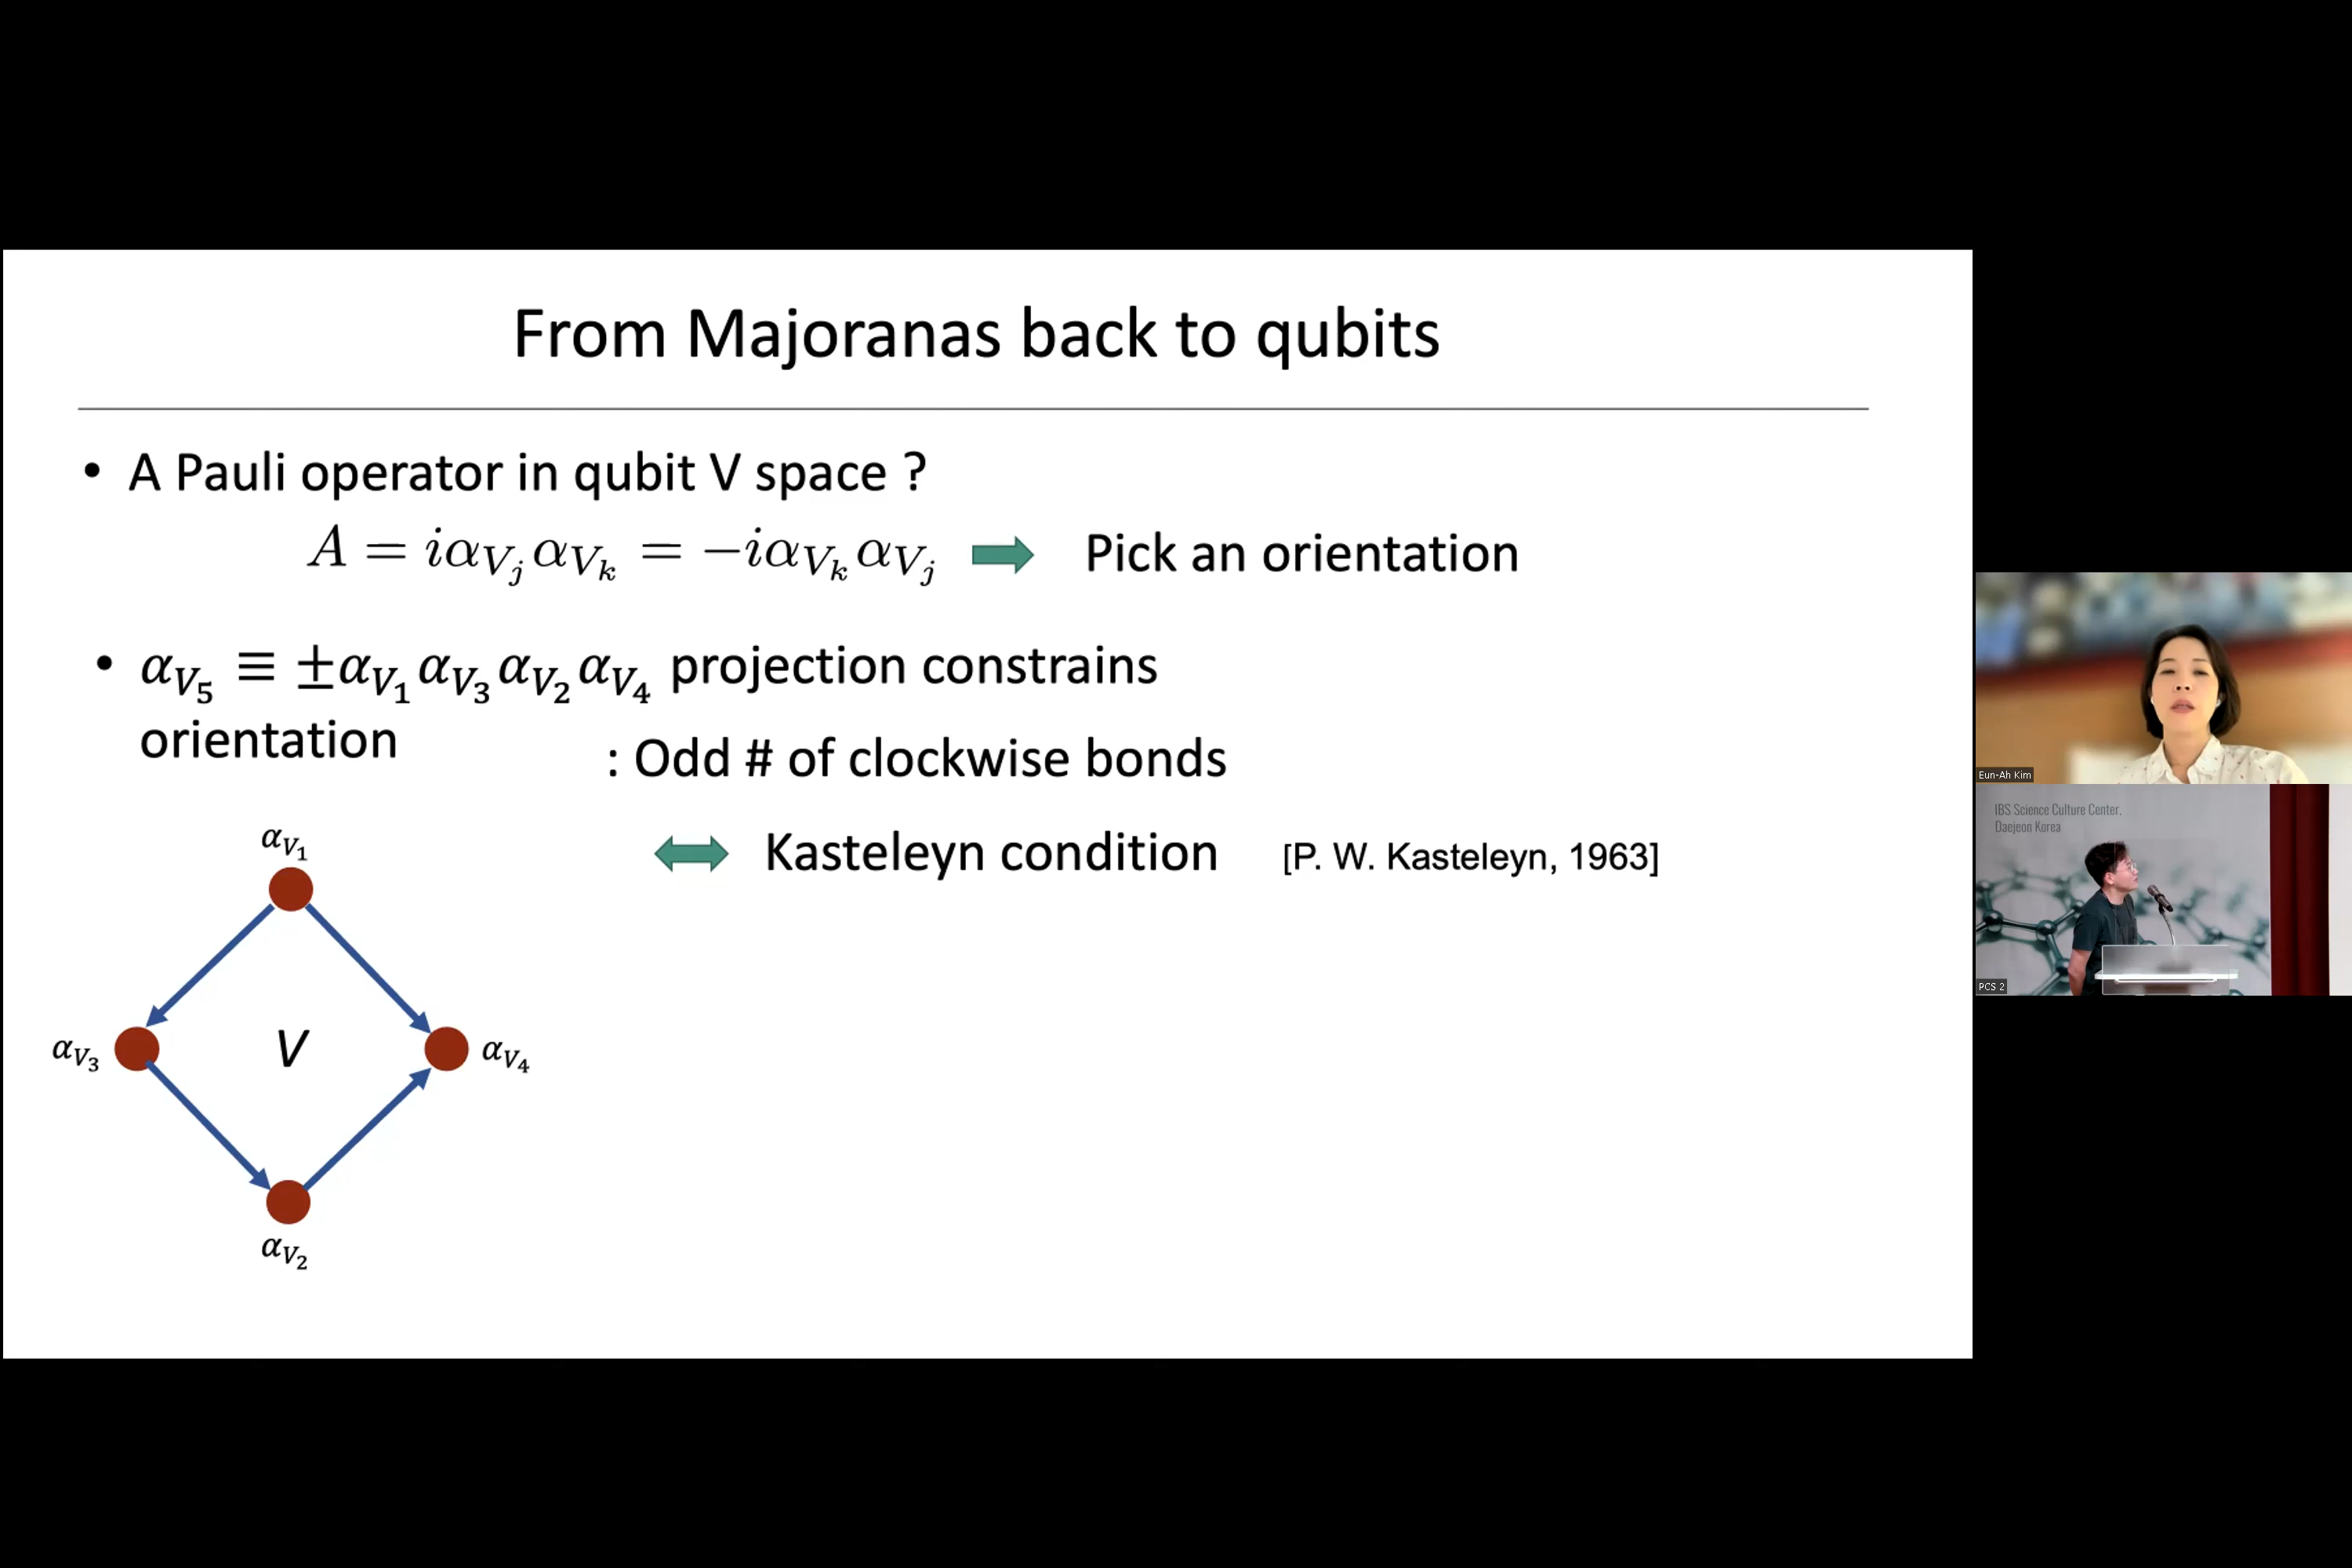 From Majoranas back to qubits
• A Pauli operator in qubit V space ?
A = iα_{V_j} α_{V_k} = −iα_{V_k} α_{V_j} Pick an orientation
• α_{V_5} ≡ ±α_{V_1} α_{V_3} α_{V_2} α_{V_4} projection constrains
orientation
: Odd # of clockwise bonds
Kasteleyn condition [P. W. Kasteleyn, 1963]
α_{V_1}
α_{V_3}
V
α_{V_4}
α_{V_2}
Eun-Ah Kim
IBS Science Culture Center.
Daejeon Korea
PCS 2